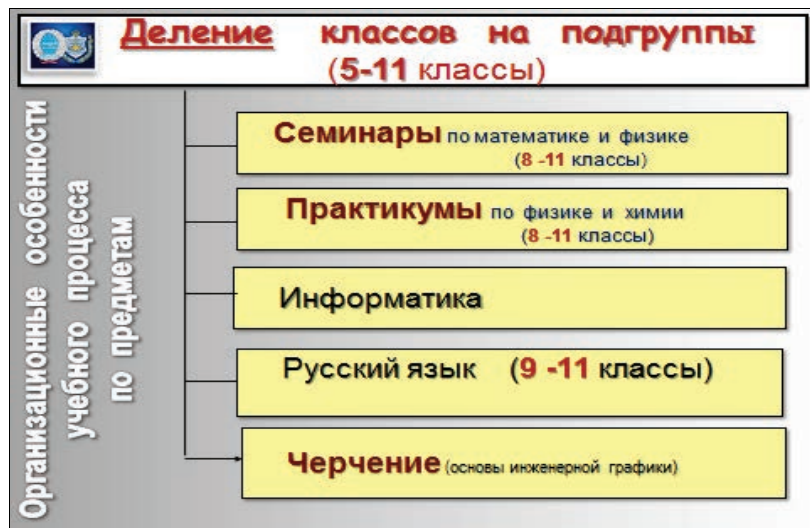 Деление классов на подгруппы
(5-11 классы)
Организационные особенности
учебного процесса
по предметам
Семинары по математике и физике
(8 -11 классы)
Практикумы по физике и химии
(8 -11 классы)
Информатика
Русский язык (9 -11 классы)
Черчение (основы инженерной графики)